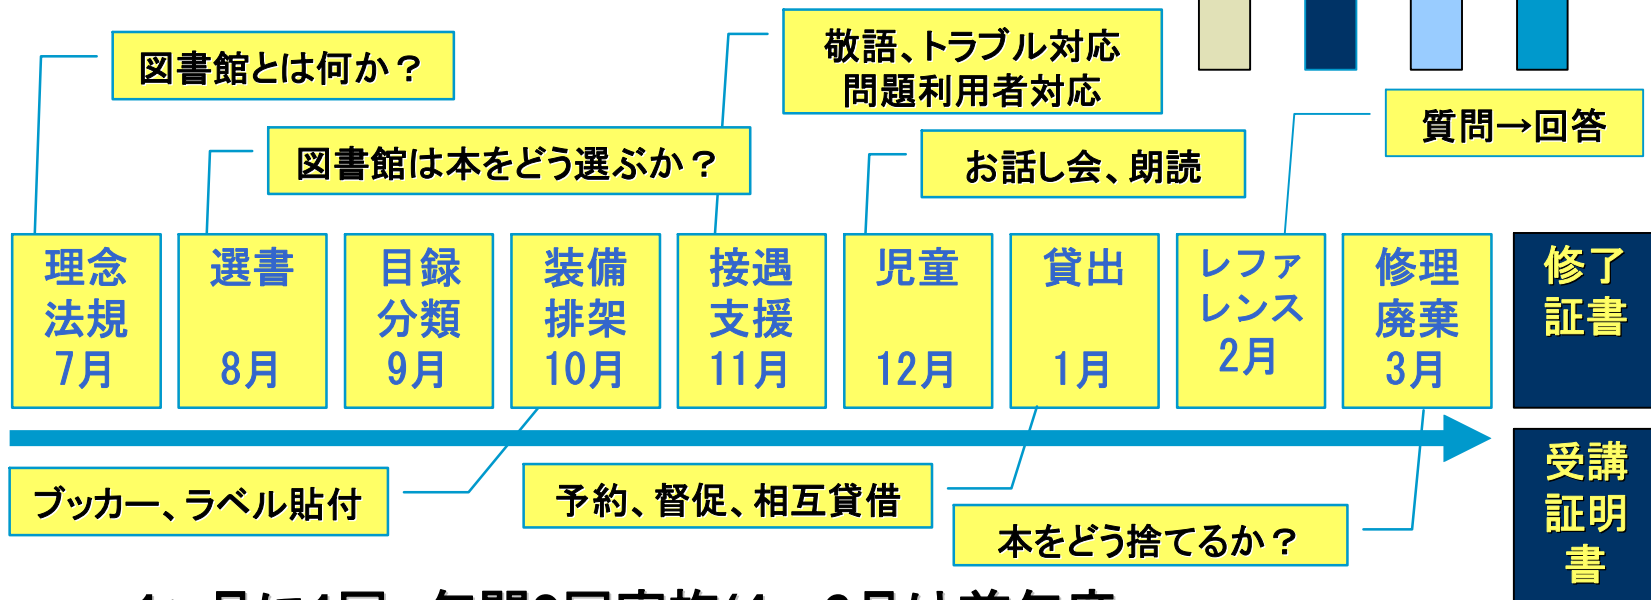 図書館とは何か？
敬語、トラブル対応
問題利用者対応
質問→回答
図書館は本をどう選ぶか？
お話し会、朗読
理念
法規
7月
選書
8月
目録
分類
9月
装備
排架
10月
接遇
支援
11月
児童
12月
貸出
1月
レファ
レンス
2月
修理
廃棄
3月
修了
証書
ブッカー、ラベル貼付
予約、督促、相互貸借
本をどう捨てるか？
受講
証明
書